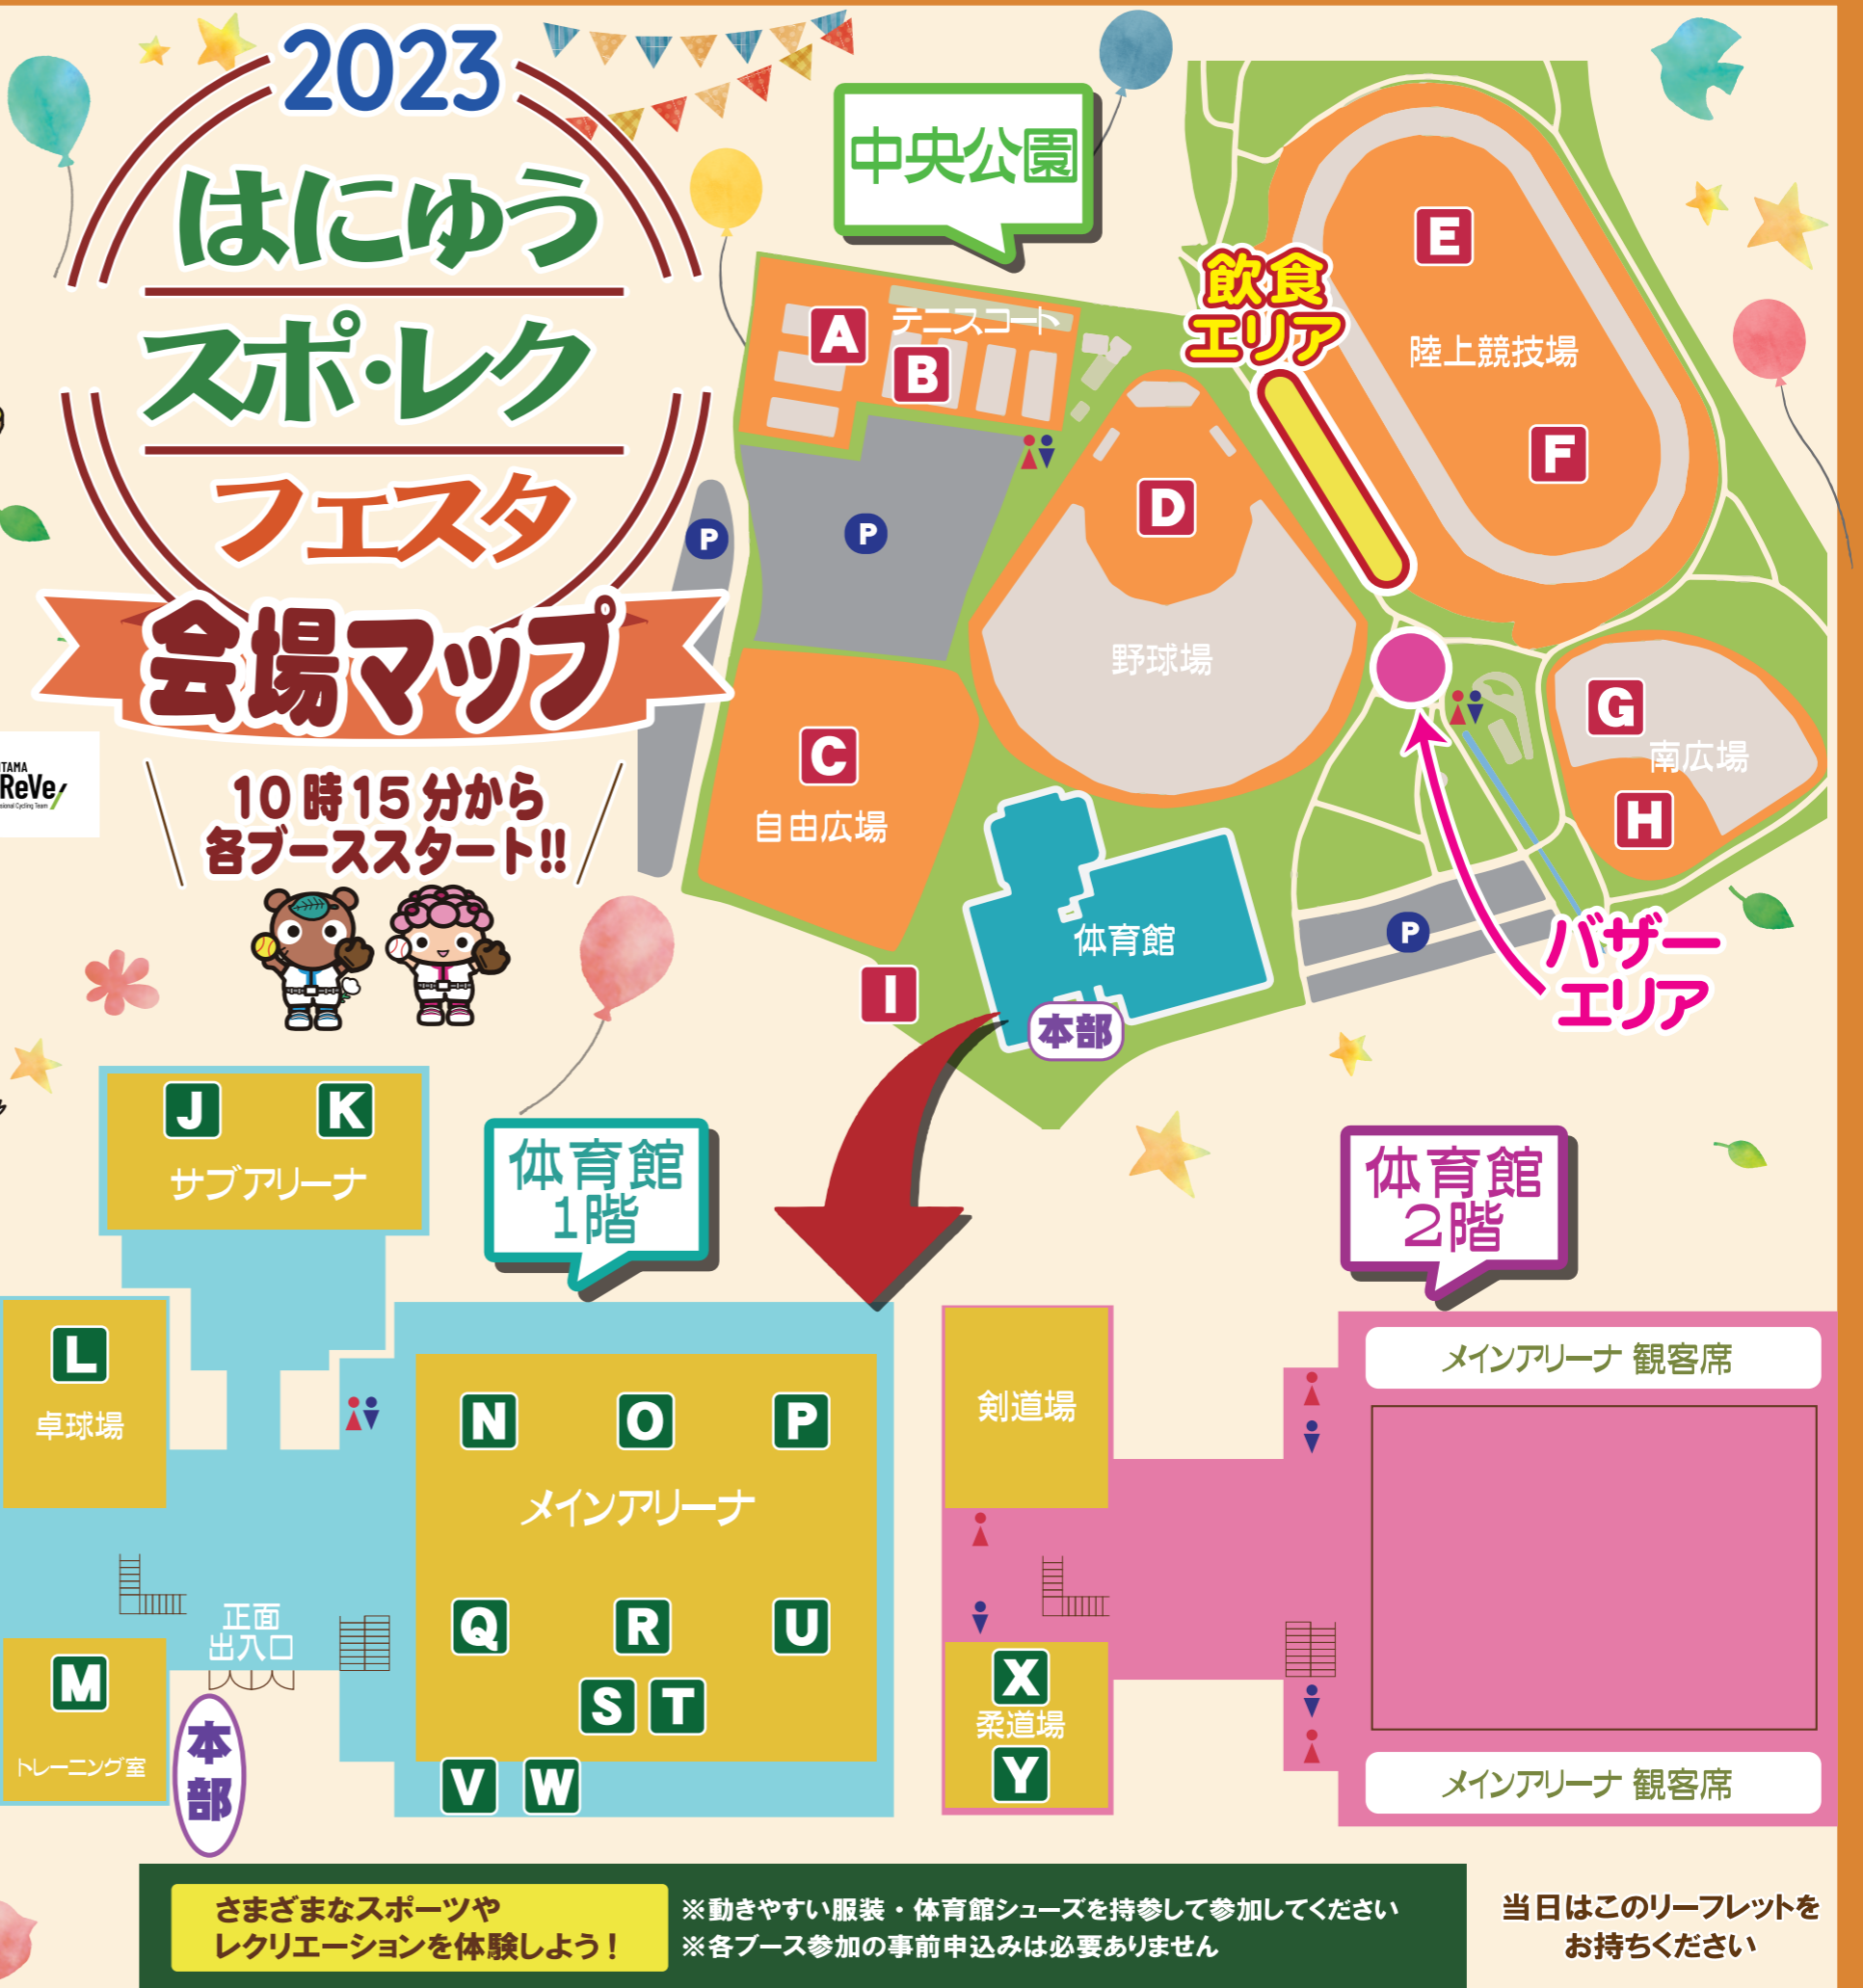 2023
はにゅう
スポ・レク
フェスタ
会場マップ
10時15分から
各ブーススタート!!
ReVe
中央公園
A
テニスコート
B
飲食
エリア
E
陸上競技場
F
P
P
D
野球場
C
自由広場
G
南広場
H
体育館
P
バザー
エリア
I
本部
J
K
サブアリーナ
体育館
1階
L
卓球場
N
O
P
メインアリーナ
正面
出入口
Q
R
U
M
S
T
トレーニング室
本部
V
W
体育館
2階
メインアリーナ 観客席
剣道場
X
柔道場
Y
メインアリーナ 観客席
さまざまなスポーツや
レクリエーションを体験しよう!
※動きやすい服装・体育館シューズを持参して参加してください
※各ブース参加の事前申込みは必要ありません
当日はこのリーフレットを
お持ちください